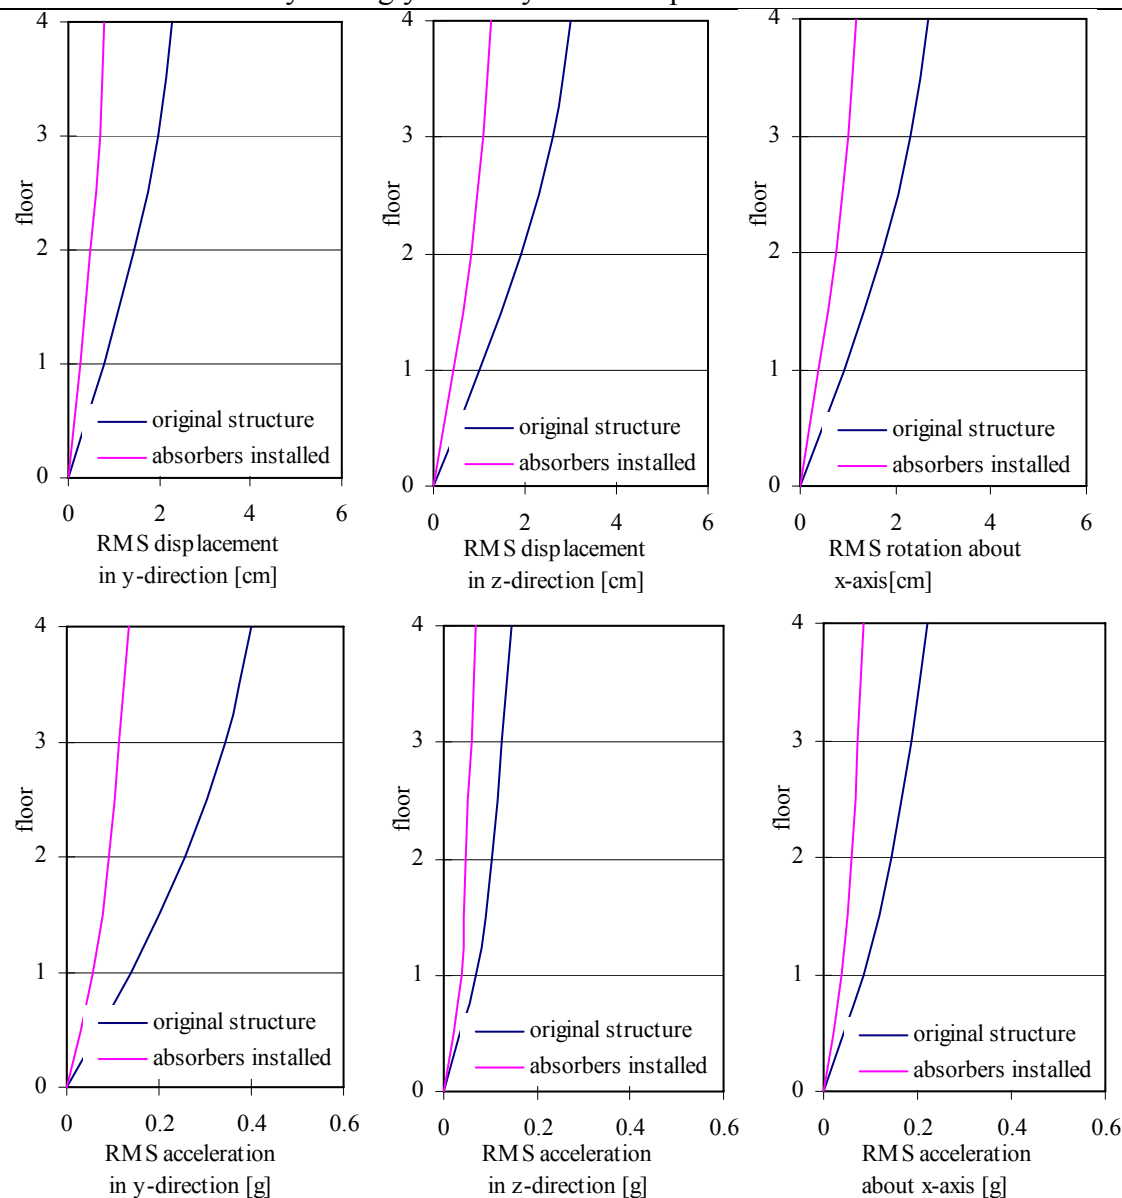 4
3
2
1
0
floor
original structure
absorbers installed
0 2 4 6
RMS displacement
in y-direction [cm]
4
3
2
1
0
floor
original structure
absorbers installed
0 2 4 6
RMS displacement
in z-direction [cm]
4
3
2
1
0
floor
original structure
absorbers installed
0 2 4 6
RMS rotation about
x-axis[cm]
4
3
2
1
0
floor
original structure
absorbers installed
0 0.2 0.4 0.6
RMS acceleration
in y-direction [g]
4
3
2
1
0
floor
original structure
absorbers installed
0 0.2 0.4 0.6
RMS acceleration
in z-direction [g]
4
3
2
1
0
floor
original structure
absorbers installed
0 0.2 0.4 0.6
RMS acceleration
about x-axis [g]